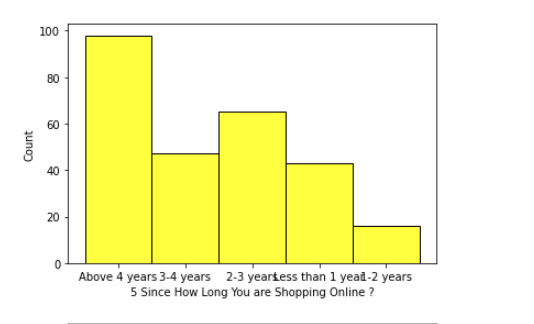 100
80
60
40
20
0
Count
Above 4 years 3-4 years 2-3 years Less than 1 year 1-2 years
5 Since How Long You are Shopping Online ?